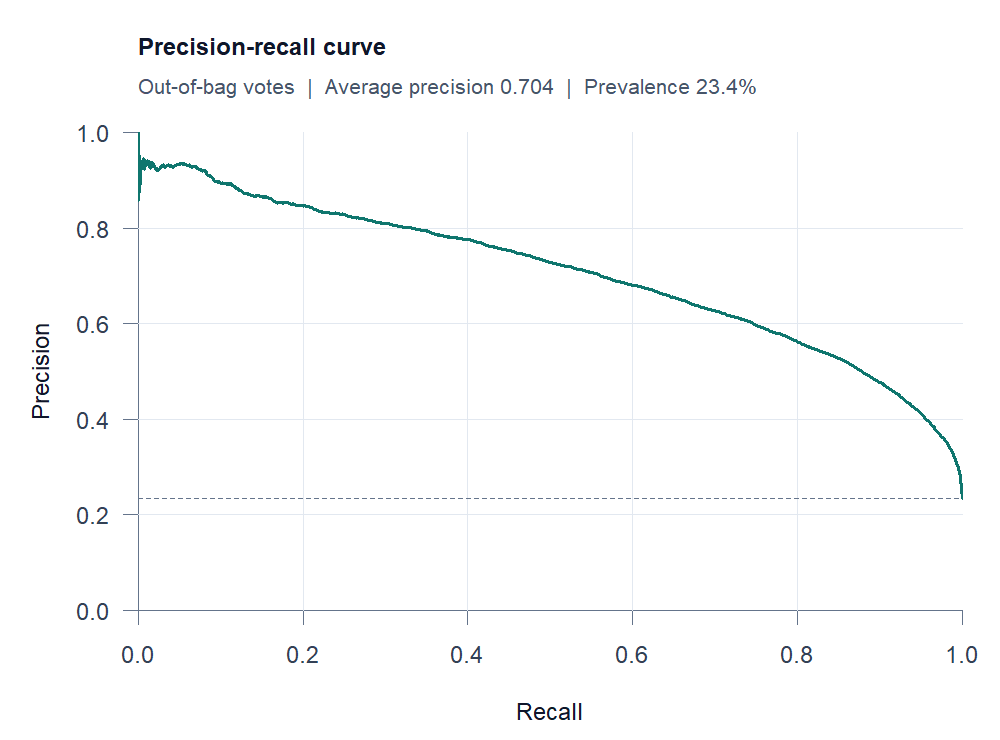 Precision-recall curve
Out-of-bag votes | Average precision 0.704 | Prevalence 23.4%
1.0
0.8
0.6
0.4
0.2
0.0
Precision
0.0 0.2 0.4 0.6 0.8 1.0
Recall